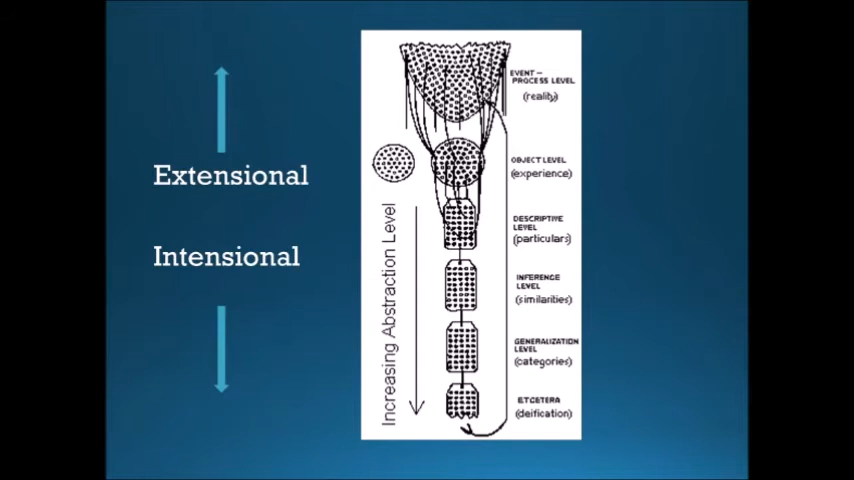 Extensional
Intensional
Increasing Abstraction Level
EVENT—
PROCESS LEVEL
(reality)
OBJECT LEVEL
(experience)
DESCRIPTIVE
LEVEL
(particulars)
INFERENCE
LEVEL
(similarities)
GENERALIZATION
LEVEL
(categories)
ETCETERA
(deification)